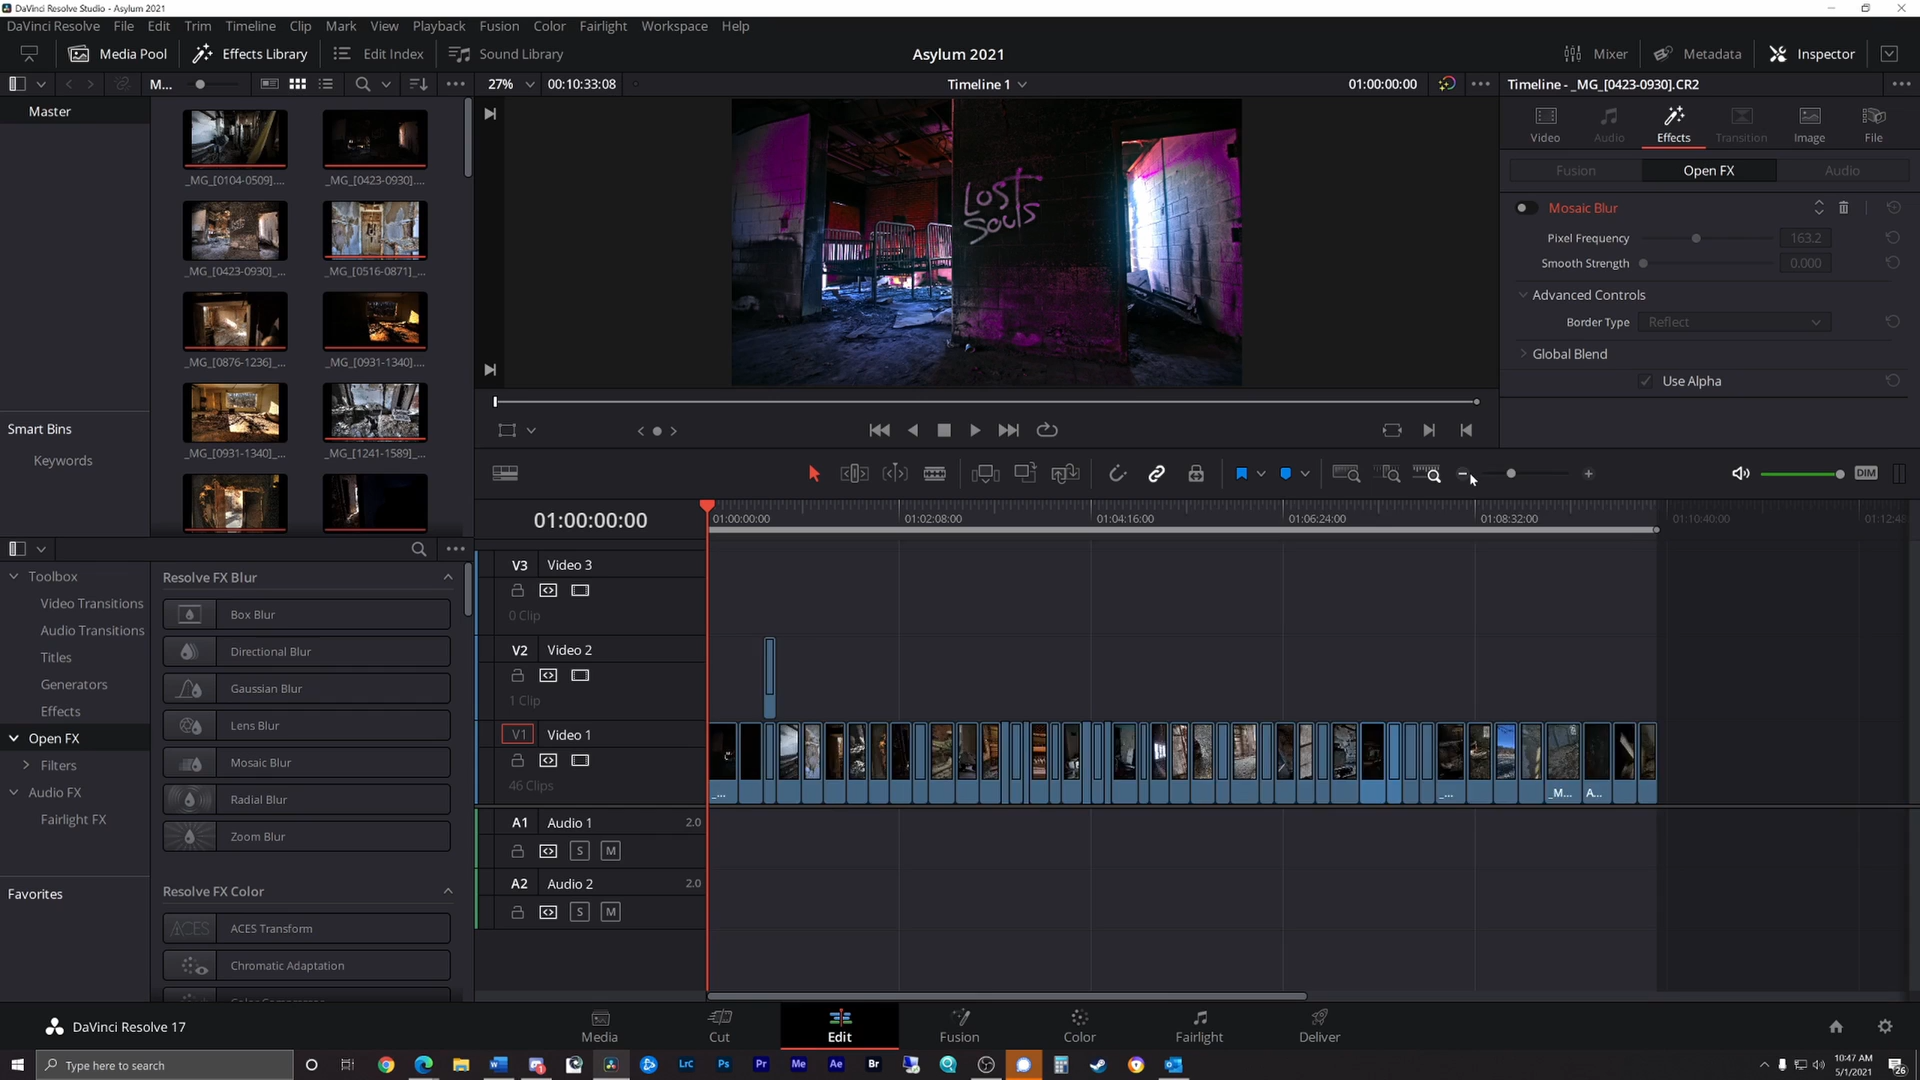 DaVinci Resolve Studio - Asylum 2021
DaVinci Resolve File Edit Trim Timeline Clip Mark View Playback Fusion Color Fairlight Workspace Help
Media Pool Effects Library Edit Index Sound Library Asylum 2021 Mixer Metadata Inspector
M... 27% 00:10:33:08 Timeline 1 01:00:00:00 Timeline - _MG_[0423-0930].CR2
Master
_MG_[0104-0509].... _MG_[0423-0930]....
_MG_[0423-0930]_... _MG_[0516-0871]_...
_MG_[0876-1236]_... _MG_[0931-1340]....
_MG_[0931-1340]_... _MG_[1241-1589]_...
Smart Bins
Keywords
LOST
SOULS
Video Audio Effects Transition Image File
Fusion Open FX Audio
Mosaic Blur
Pixel Frequency 163.2
Smooth Strength 0.000
Advanced Controls
Border Type Reflect
Global Blend
Use Alpha
DIM
Toolbox
Video Transitions
Audio Transitions
Titles
Generators
Effects
Open FX
Filters
Audio FX
Fairlight FX
Favorites
Resolve FX Blur
Box Blur
Directional Blur
Gaussian Blur
Lens Blur
Mosaic Blur
Radial Blur
Zoom Blur
Resolve FX Color
ACES ACES Transform
Chromatic Adaptation
01:00:00:00 01:00:00:00 01:02:08:00 01:04:16:00 01:06:24:00 01:08:32:00 01:10:40:00 01:12:48
V3 Video 3
0 Clip
V2 Video 2
1 Clip
V1 Video 1
46 Clips
_... _... _M... A...
A1 Audio 1 2.0
S M
A2 Audio 2 2.0
S M
DaVinci Resolve 17 Media Cut Edit Fusion Color Fairlight Deliver
Type here to search LrC Ps Pr Me Ae Br
10:47 AM
5/1/2021
26